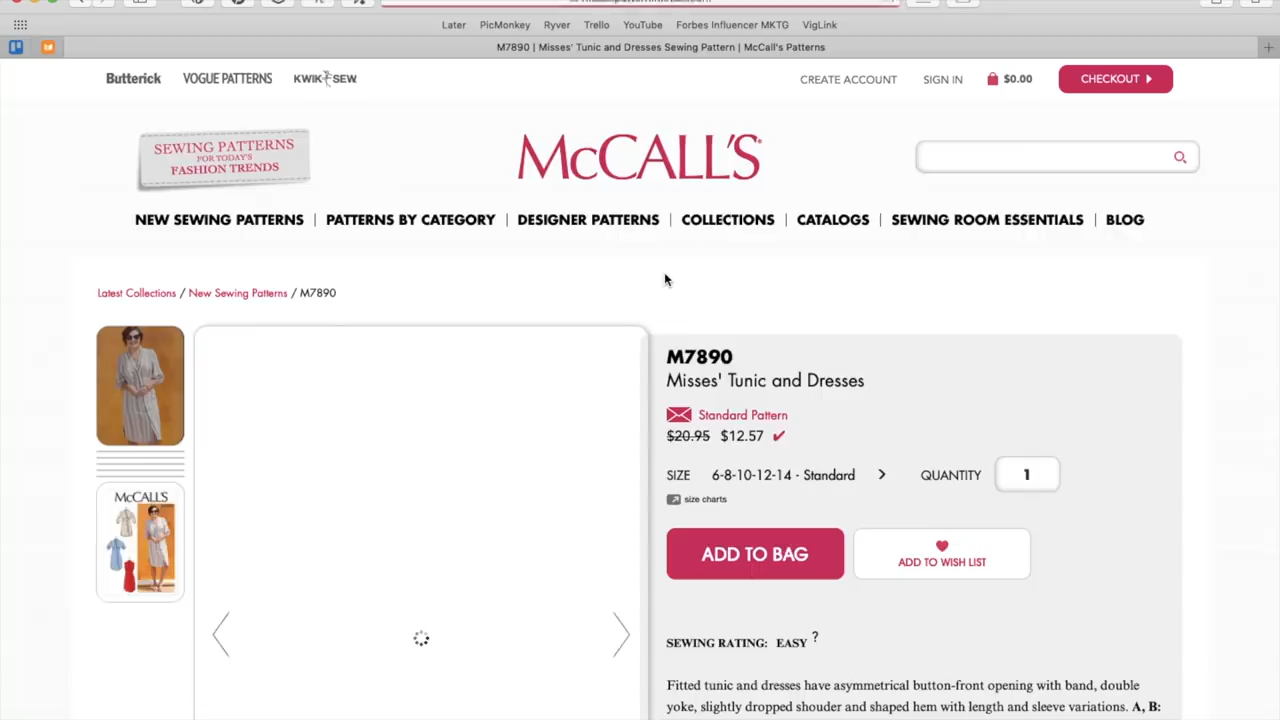 Later PicMonkey Ryver Trello YouTube Forbes Influencer MKTG VigLink
M7890 | Misses' Tunic and Dresses Sewing Pattern | McCall's Patterns
Butterick VOGUE PATTERNS KWIK SEW CREATE ACCOUNT SIGN IN $0.00 CHECKOUT
SEWING PATTERNS
FOR TODAY'S
FASHION TRENDS
McCALL'S
NEW SEWING PATTERNS | PATTERNS BY CATEGORY | DESIGNER PATTERNS | COLLECTIONS | CATALOGS | SEWING ROOM ESSENTIALS | BLOG
Latest Collections / New Sewing Patterns / M7890
McCALL'S
M7890
Misses' Tunic and Dresses
Standard Pattern
$20.95 $12.57
SIZE 6-8-10-12-14 - Standard QUANTITY 1
size charts
ADD TO BAG
ADD TO WISH LIST
SEWING RATING: EASY ?
Fitted tunic and dresses have asymmetrical button-front opening with band, double
yoke, slightly dropped shoulder and shaped hem with length and sleeve variations. A, B: